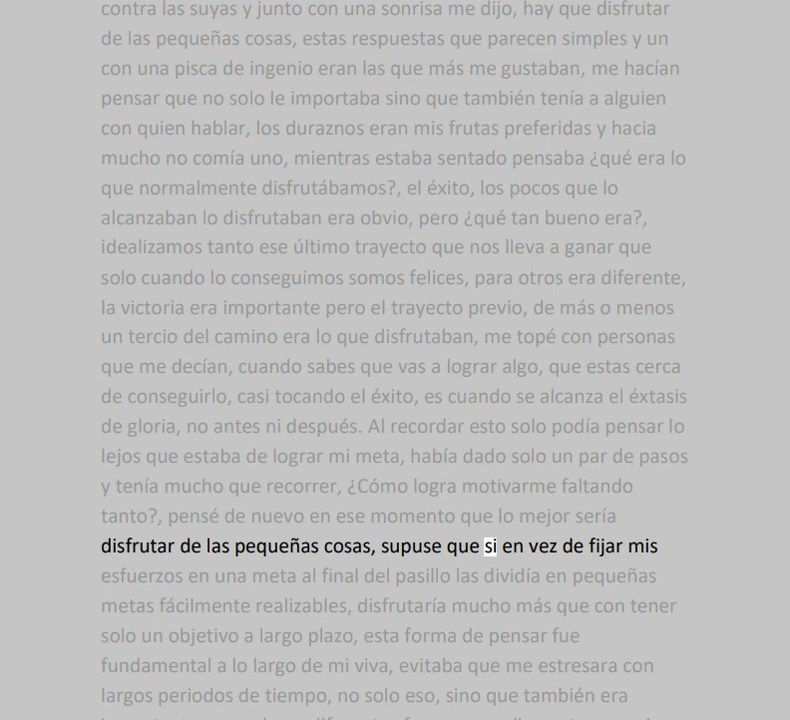 contra las suyas y junto con una sonrisa me dijo, hay que disfrutar
de las pequeñas cosas, estas respuestas que parecen simples y un
con una pisca de ingenio eran las que más me gustaban, me hacían
pensar que no solo le importaba sino que también tenía a alguien
con quien hablar, los duraznos eran mis frutas preferidas y hacia
mucho no comía uno, mientras estaba sentado pensaba ¿qué era lo
que normalmente disfrutábamos?, el éxito, los pocos que lo
alcanzaban lo disfrutaban era obvio, pero ¿qué tan bueno era?,
idealizamos tanto ese último trayecto que nos lleva a ganar que
solo cuando lo conseguimos somos felices, para otros era diferente,
la victoria era importante pero el trayecto previo, de más o menos
un tercio del camino era lo que disfrutaban, me topé con personas
que me decían, cuando sabes que vas a lograr algo, que estas cerca
de conseguirlo, casi tocando el éxito, es cuando se alcanza el éxtasis
de gloria, no antes ni después. Al recordar esto solo podía pensar lo
lejos que estaba de lograr mi meta, había dado solo un par de pasos
y tenía mucho que recorrer, ¿Cómo logra motivarme faltando
tanto?, pensé de nuevo en ese momento que lo mejor sería
disfrutar de las pequeñas cosas, supuse que si en vez de fijar mis
esfuerzos en una meta al final del pasillo las dividía en pequeñas
metas fácilmente realizables, disfrutaría mucho más que con tener
solo un objetivo a largo plazo, esta forma de pensar fue
fundamental a lo largo de mi viva, evitaba que me estresara con
largos periodos de tiempo, no solo eso, sino que también era